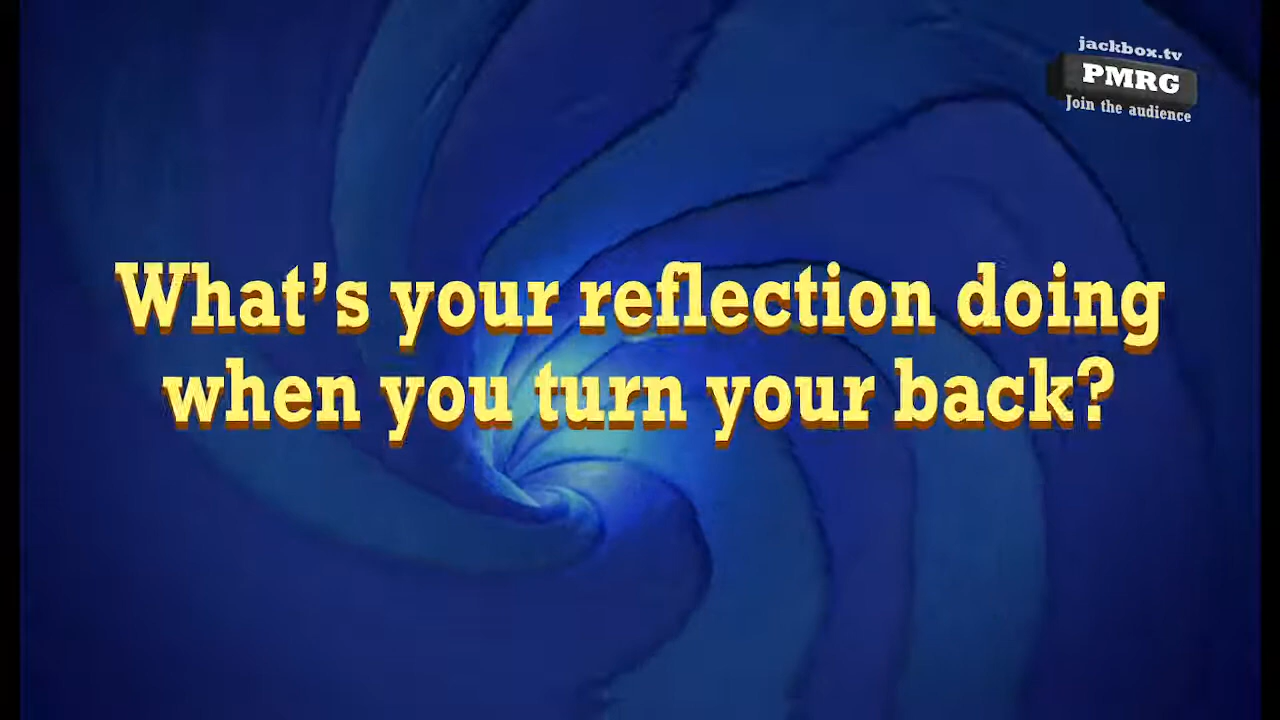 jackbox.tv
PMRG
Join the audience
What's your reflection doing
when you turn your back?